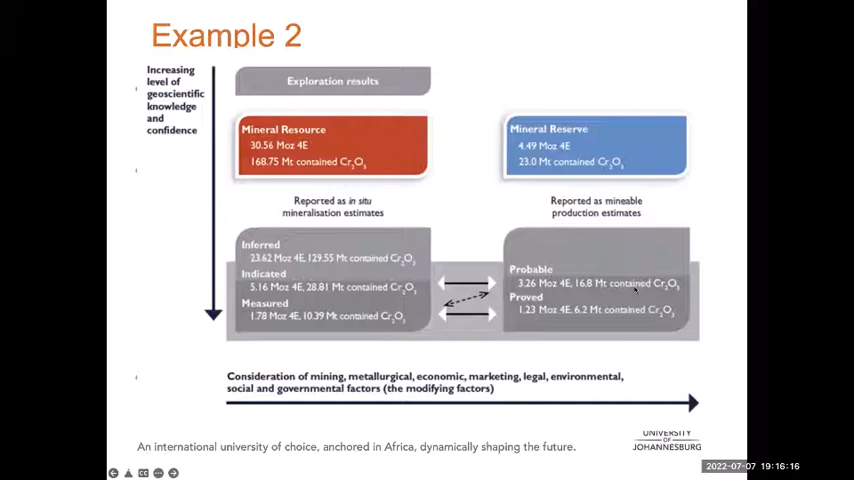 Example 2
Increasing
level of
geoscientific
knowledge
and
confidence
Exploration results
Mineral Resource
30.56 Moz 4E
168.75 Mt contained Cr₂O₃
Mineral Reserve
4.49 Moz 4E
23.0 Mt contained Cr₂O₃
Reported as in situ
mineralisation estimates
Reported as mineable
production estimates
Inferred
23.62 Moz 4E, 129.55 Mt contained Cr₂O₃
Indicated
5.16 Moz 4E, 28.81 Mt contained Cr₂O₃
Measured
1.78 Moz 4E, 10.39 Mt contained Cr₂O₃
Probable
3.26 Moz 4E, 16.8 Mt contained Cr₂O₃
Proved
1.23 Moz 4E, 6.2 Mt contained Cr₂O₃
Consideration of mining, metallurgical, economic, marketing, legal, environmental,
social and governmental factors (the modifying factors)
An international university of choice, anchored in Africa, dynamically shaping the future.
UNIVERSITY
OF
JOHANNESBURG
2022-07-07 19:16:16
CC